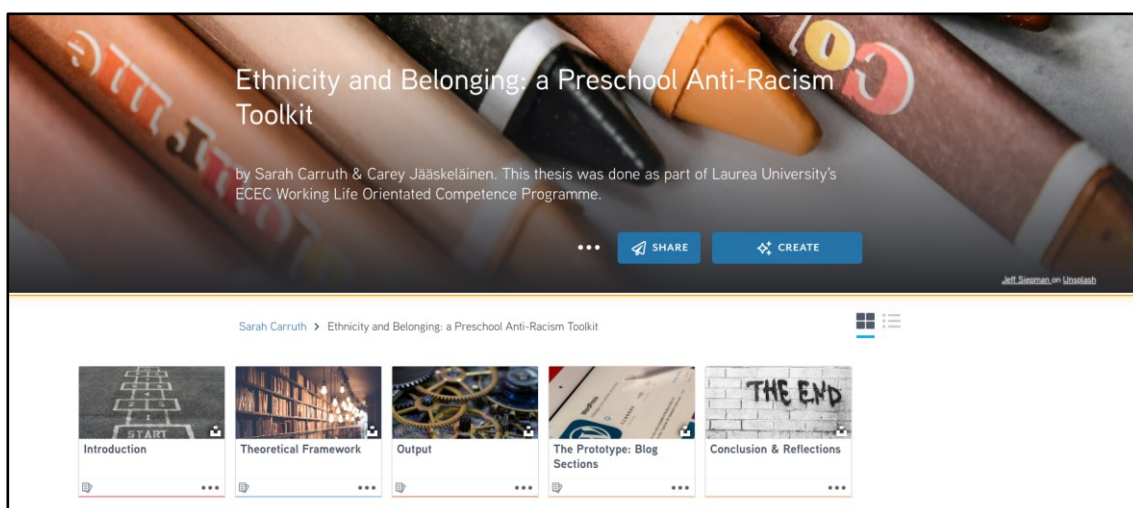 Ethnicity and Belonging: a Preschool Anti-Racism
Toolkit
by Sarah Carruth & Carey Jääskeläinen. This thesis was done as part of Laurea University's
ECEC Working Life Orientated Competence Programme.
SHARE
CREATE
Jeff Siepman on Unsplash
Sarah Carruth > Ethnicity and Belonging: a Preschool Anti-Racism Toolkit
START
THE END
Introduction
Theoretical Framework
Output
The Prototype: Blog
Sections
Conclusion & Reflections